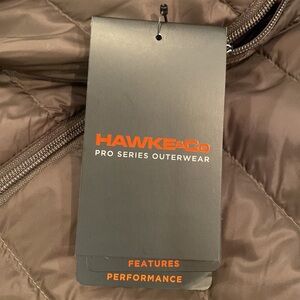 HAWKE&Co
PRO SERIES OUTERWEAR
FEATURES
PERFORMANCE